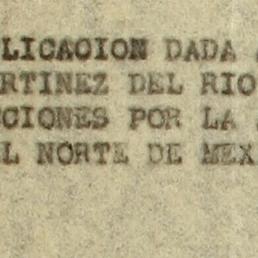 LICACION DADA A
RTINEZ DEL RIO
CIONES POR LA
L NORTE DE MEX